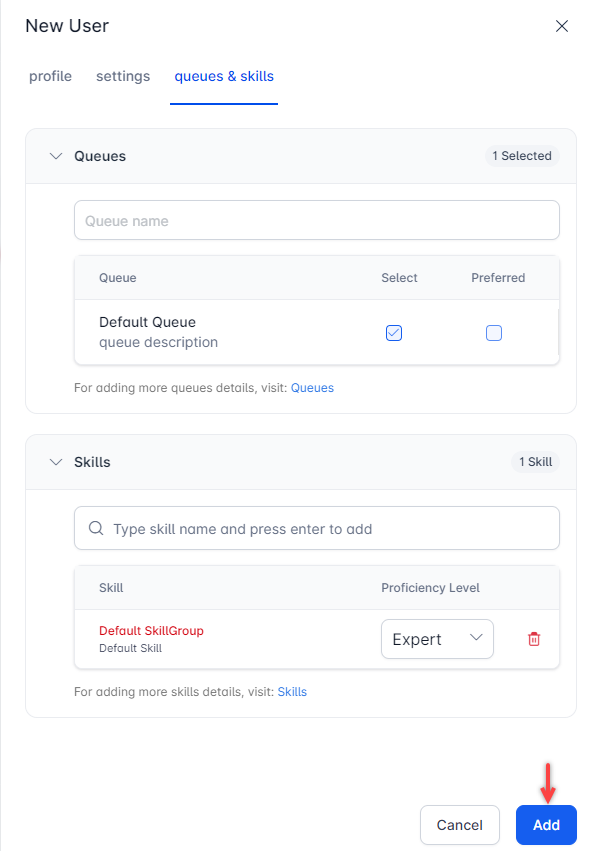 New User
profile settings queues & skills
Queues 1 Selected
Queue name
Queue Select Preferred
Default Queue
queue description
For adding more queues details, visit: Queues
Skills 1 Skill
Type skill name and press enter to add
Skill Proficiency Level
Default SkillGroup
Default Skill
Expert
For adding more skills details, visit: Skills
Cancel Add